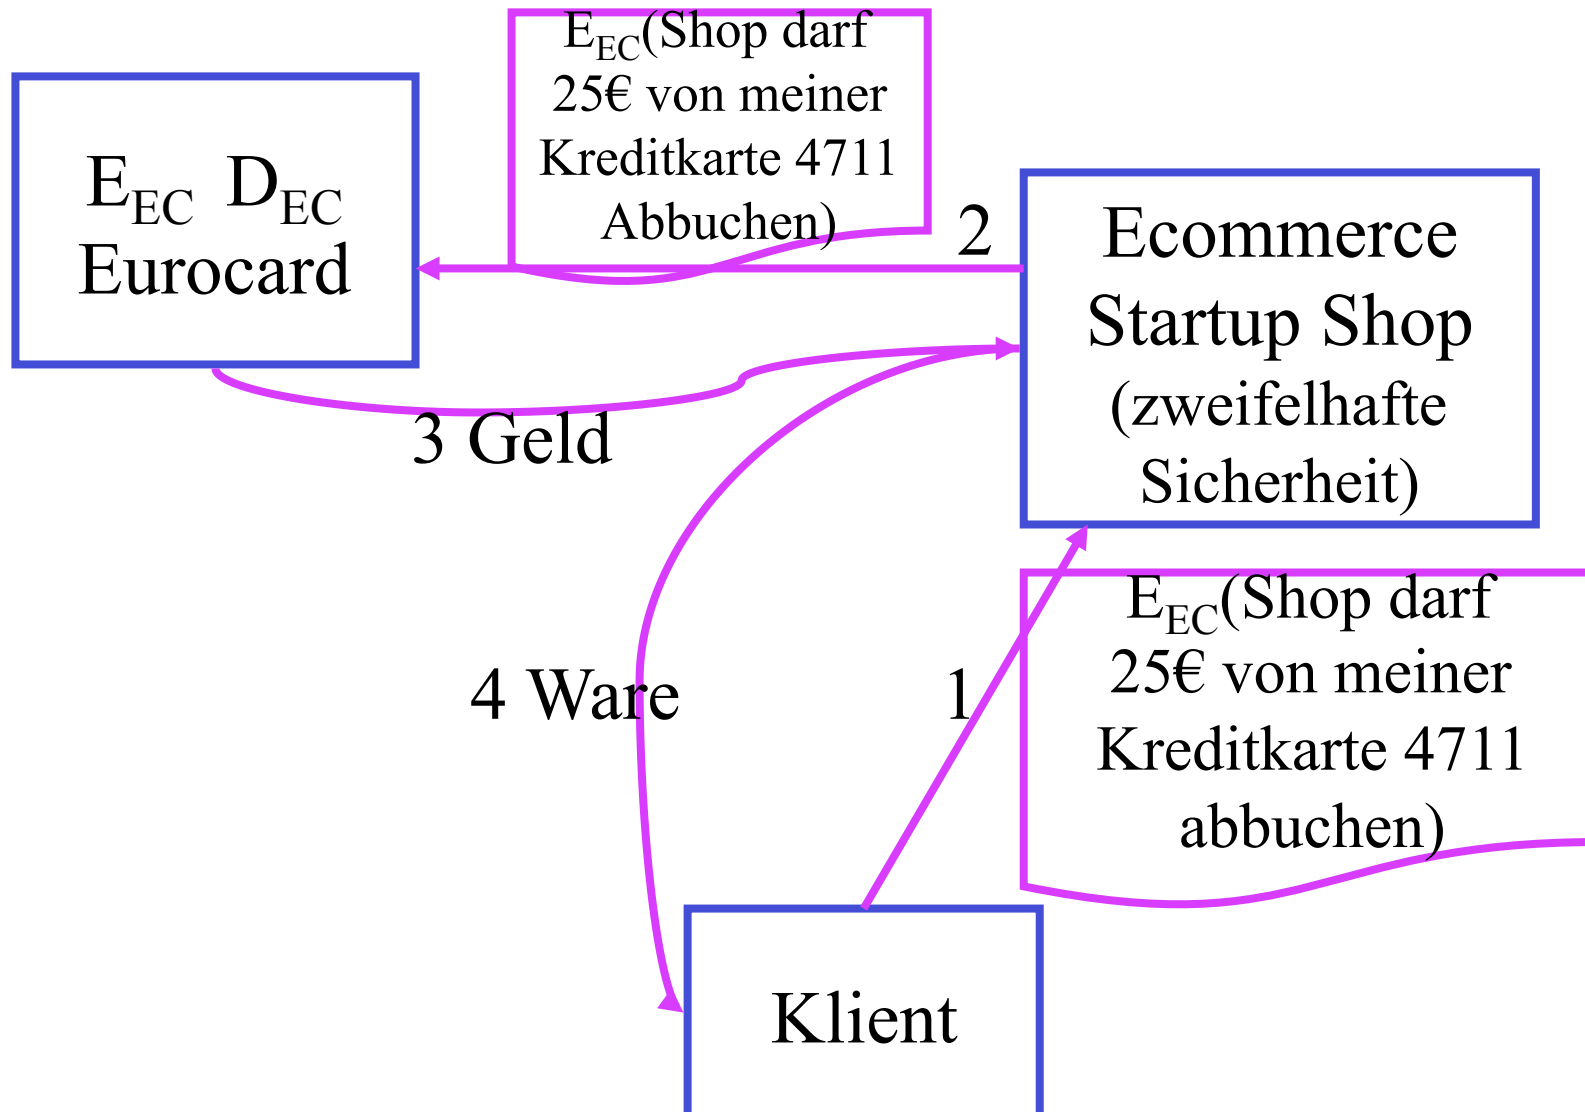 E_EC(Shop darf
25€ von meiner
Kreditkarte 4711
Abbuchen)
E_EC D_EC
Eurocard
2
Ecommerce
Startup Shop
(zweifelhafte
Sicherheit)
3 Geld
E_EC(Shop darf
25€ von meiner
Kreditkarte 4711
abbuchen)
4 Ware
1
Klient